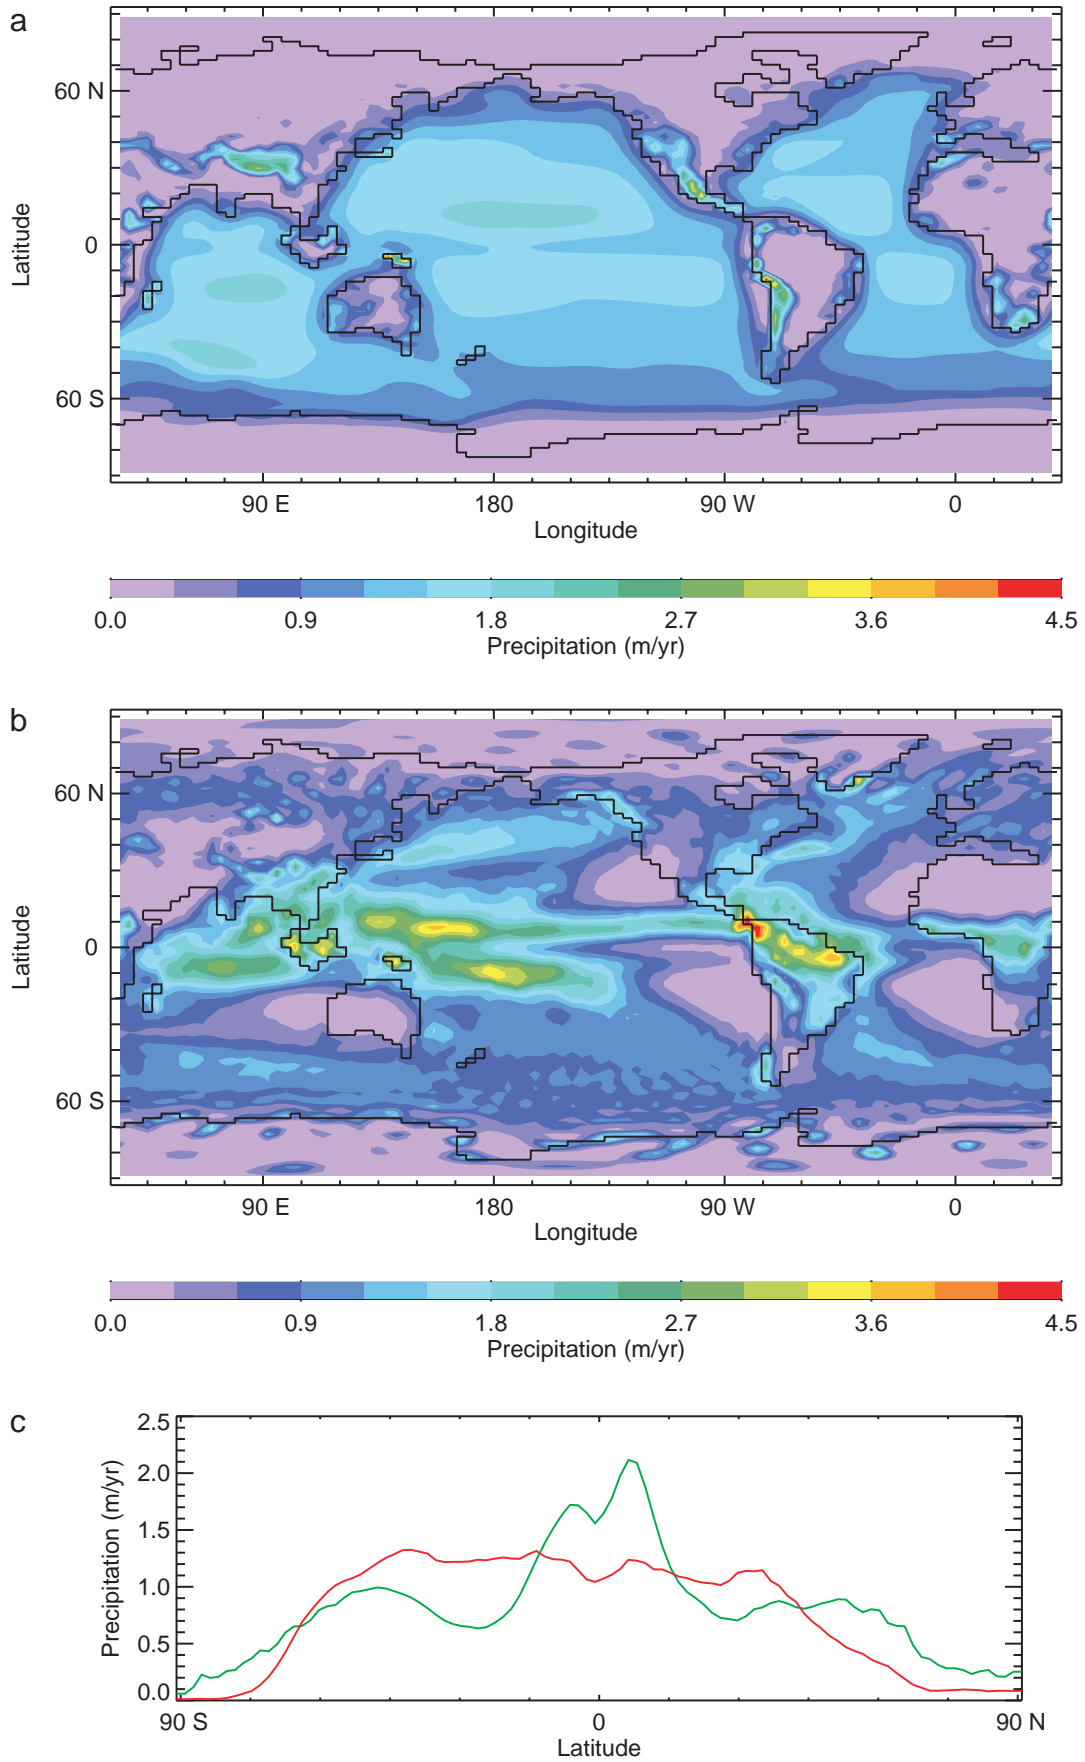 a
60 N
0
60 S
Latitude
90 E 180 90 W 0
Longitude
0.0 0.9 1.8 2.7 3.6 4.5
Precipitation (m/yr)
b
60 N
0
60 S
Latitude
90 E 180 90 W 0
Longitude
0.0 0.9 1.8 2.7 3.6 4.5
Precipitation (m/yr)
c
2.5
2.0
1.5
1.0
0.5
0.0
Precipitation (m/yr)
90 S 0 90 N
Latitude